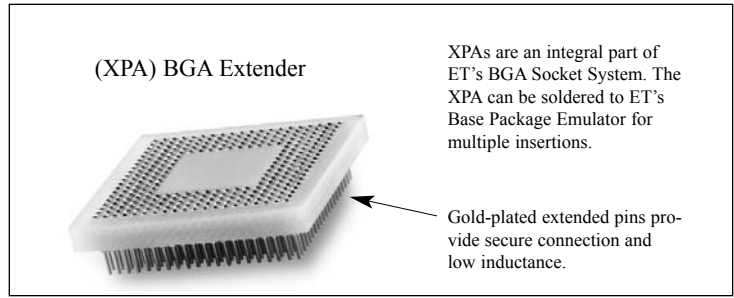 (XPA) BGA Extender
XPAs are an integral part of
ET’s BGA Socket System. The
XPA can be soldered to ET’s
Base Package Emulator for
multiple insertions.
Gold-plated extended pins pro-
vide secure connection and
low inductance.